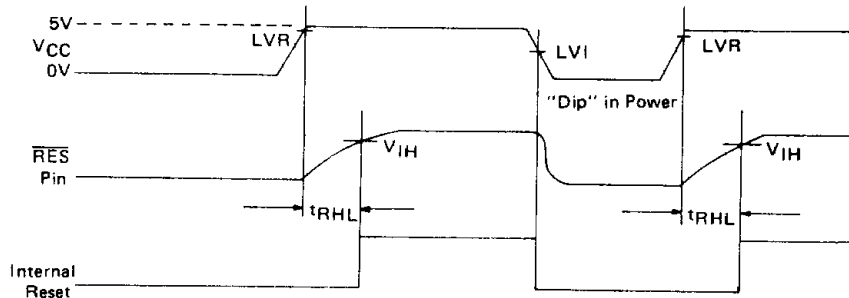 5V
LVR
LVI
LVR
VCC
0V
"Dip" in Power
RES
Pin
VIH
VIH
tRHL
tRHL
Internal
Reset